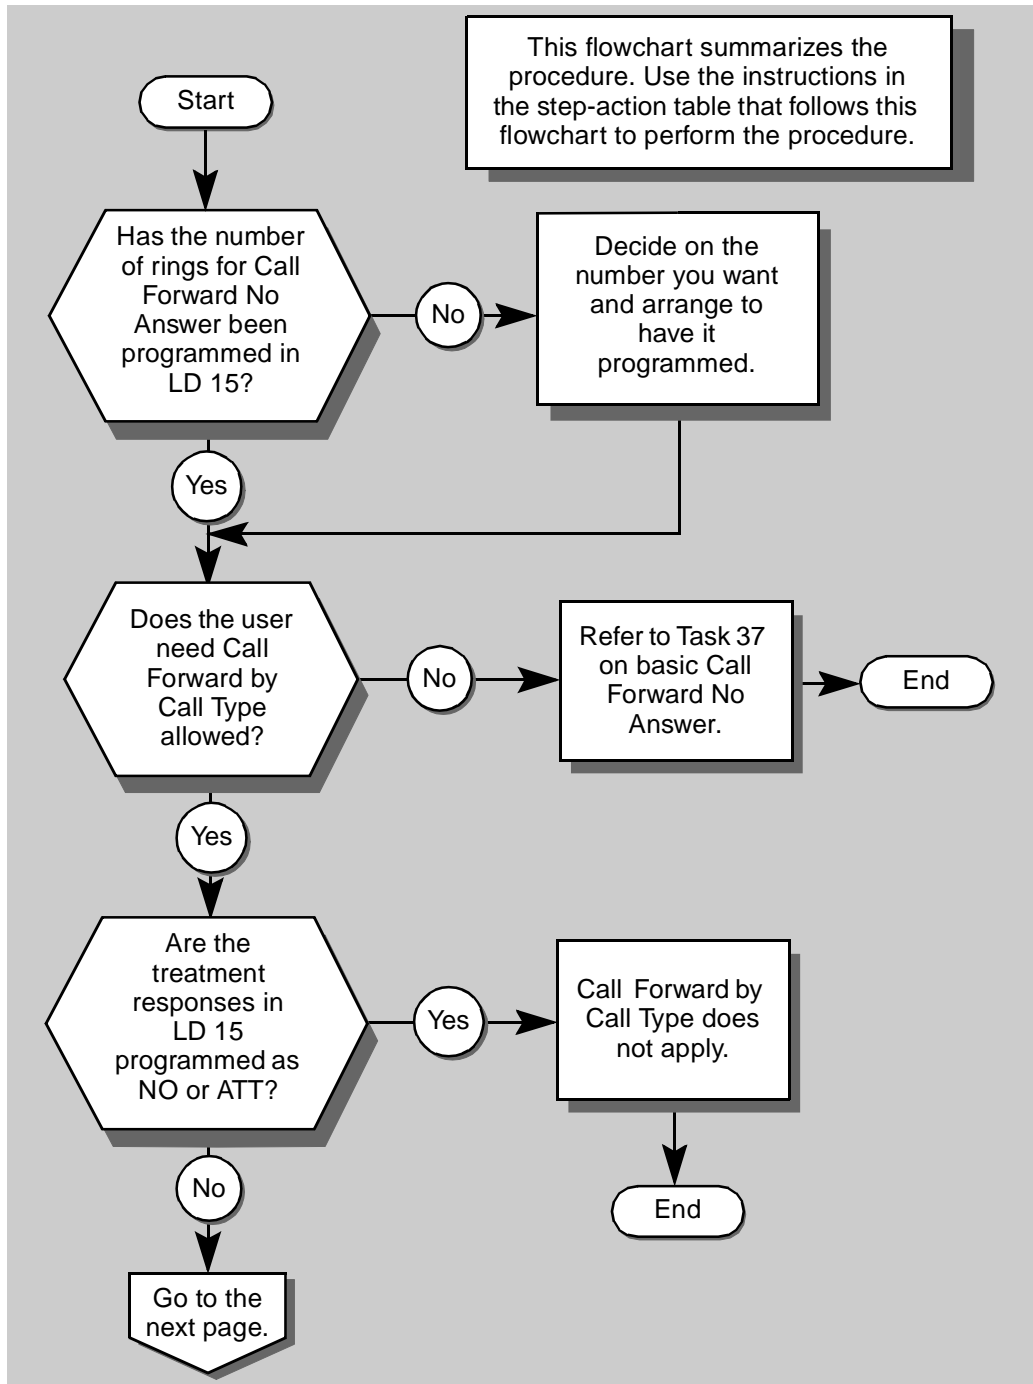 This flowchart summarizes the
procedure. Use the instructions in
the step-action table that follows this
flowchart to perform the procedure.
Start
Has the number
of rings for Call
Forward No
Answer been
programmed in
LD 15?
No
Decide on the
number you want
and arrange to
have it
programmed.
Yes
Does the user
need Call
Forward by
Call Type
allowed?
No
Refer to Task 37
on basic Call
Forward No
Answer.
End
Yes
Are the
treatment
responses in
LD 15
programmed as
NO or ATT?
Yes
Call Forward by
Call Type does
not apply.
End
No
Go to the
next page.